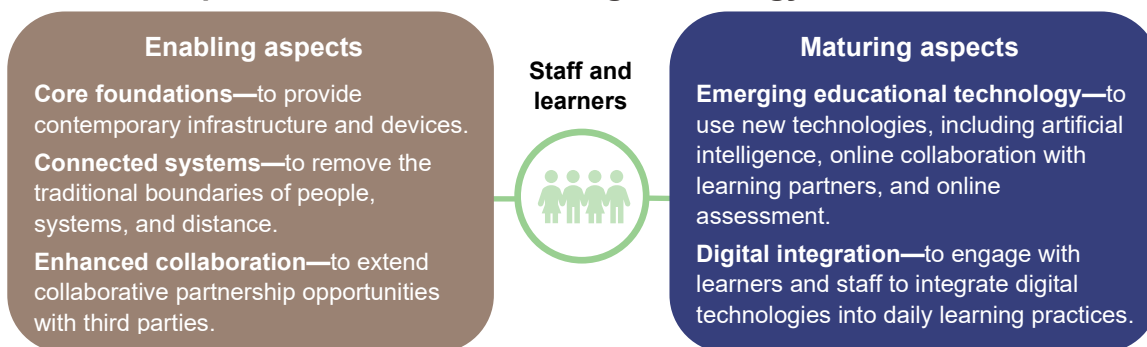 Enabling aspects
Core foundations—to provide
contemporary infrastructure and devices.
Connected systems—to remove the
traditional boundaries of people,
systems, and distance.
Enhanced collaboration—to extend
collaborative partnership opportunities
with third parties.
Staff and
learners
Maturing aspects
Emerging educational technology—to
use new technologies, including artificial
intelligence, online collaboration with
learning partners, and online
assessment.
Digital integration—to engage with
learners and staff to integrate digital
technologies into daily learning practices.